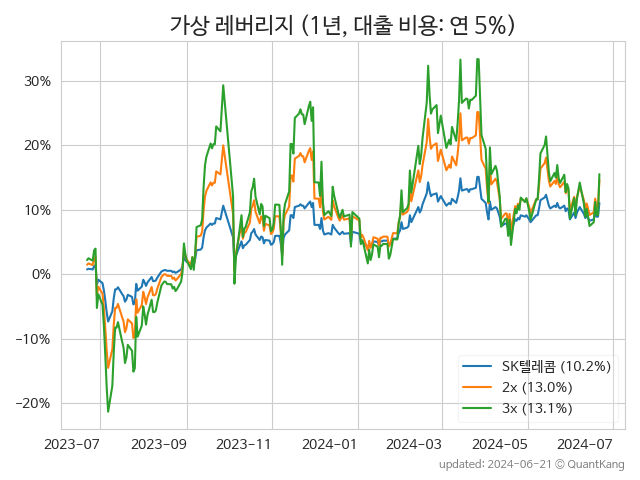 가상 레버리지 (1년, 대출 비용: 연 5%)
30%
20%
10%
0%
−10%
−20%
SK텔레콤 (10.2%)
2x (13.0%)
3x (13.1%)
2023-07 2023-09 2023-11 2024-01 2024-03 2024-05 2024-07
updated: 2024-06-21 © QuantKang